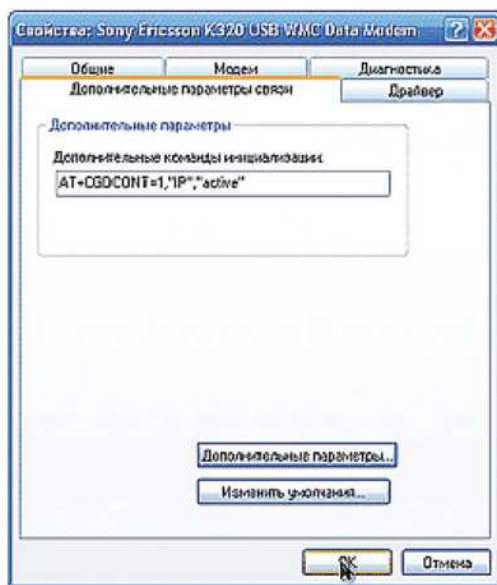 Свойства: Sony Ericsson K320 USB WMC Data Modem
Общие Модем Диагностика
Дополнительные параметры связи Драйвер
Дополнительные параметры
Дополнительные команды инициализации:
AT+CGDCONT=1,"IP","active"
Дополнительные параметры...
Изменить умолчания...
OK Отмена